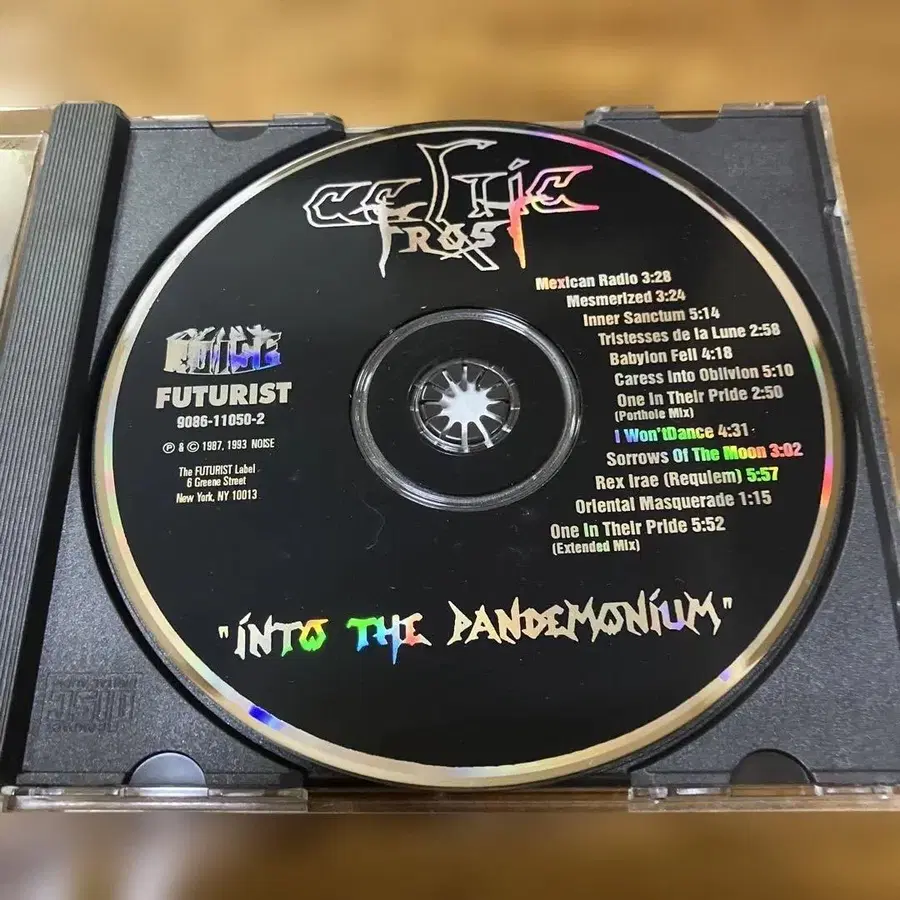 Celtic
Frost
Mexican Radio 3:28
Mesmerized 3:24
Inner Sanctum 5:14
Tristesses de la Lune 2:58
Babylon Fell 4:18
Caress Into Oblivion 5:10
One In Their Pride 2:50
(Porthole Mix)
I Won'tDance 4:31
Sorrows Of The Moon 3:02
Rex Irae (Requiem) 5:57
Oriental Masquerade 1:15
One In Their Pride 5:52
(Extended Mix)
NOISE
FUTURIST
9086-11050-2
℗ & © 1987, 1993 NOISE
The FUTURIST Label
6 Greene Street
New York, NY 10013
"INTO THE PANDEMONIUM"